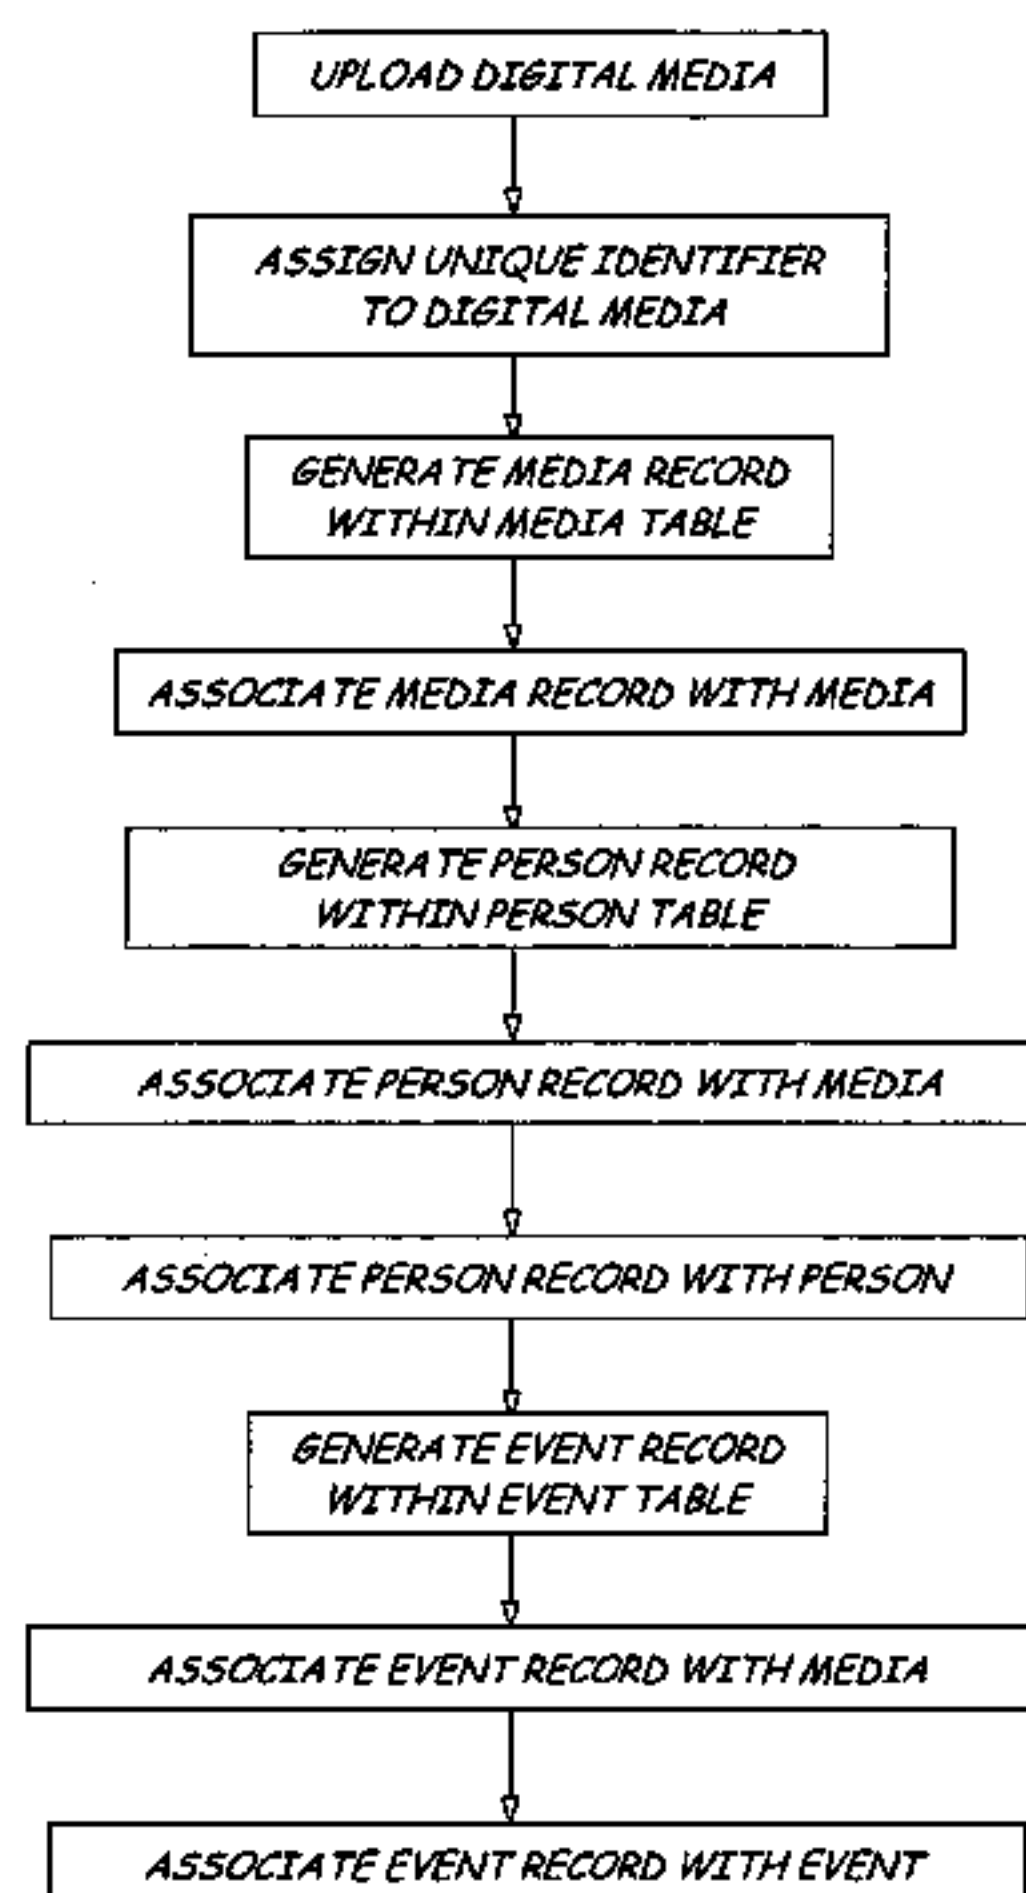 UPLOAD DIGITAL MEDIA
ASSIGN UNIQUE IDENTIFIER
TO DIGITAL MEDIA
GENERATE MEDIA RECORD
WITHIN MEDIA TABLE
ASSOCIATE MEDIA RECORD WITH MEDIA
GENERATE PERSON RECORD
WITHIN PERSON TABLE
ASSOCIATE PERSON RECORD WITH MEDIA
ASSOCIATE PERSON RECORD WITH PERSON
GENERATE EVENT RECORD
WITHIN EVENT TABLE
ASSOCIATE EVENT RECORD WITH MEDIA
ASSOCIATE EVENT RECORD WITH EVENT